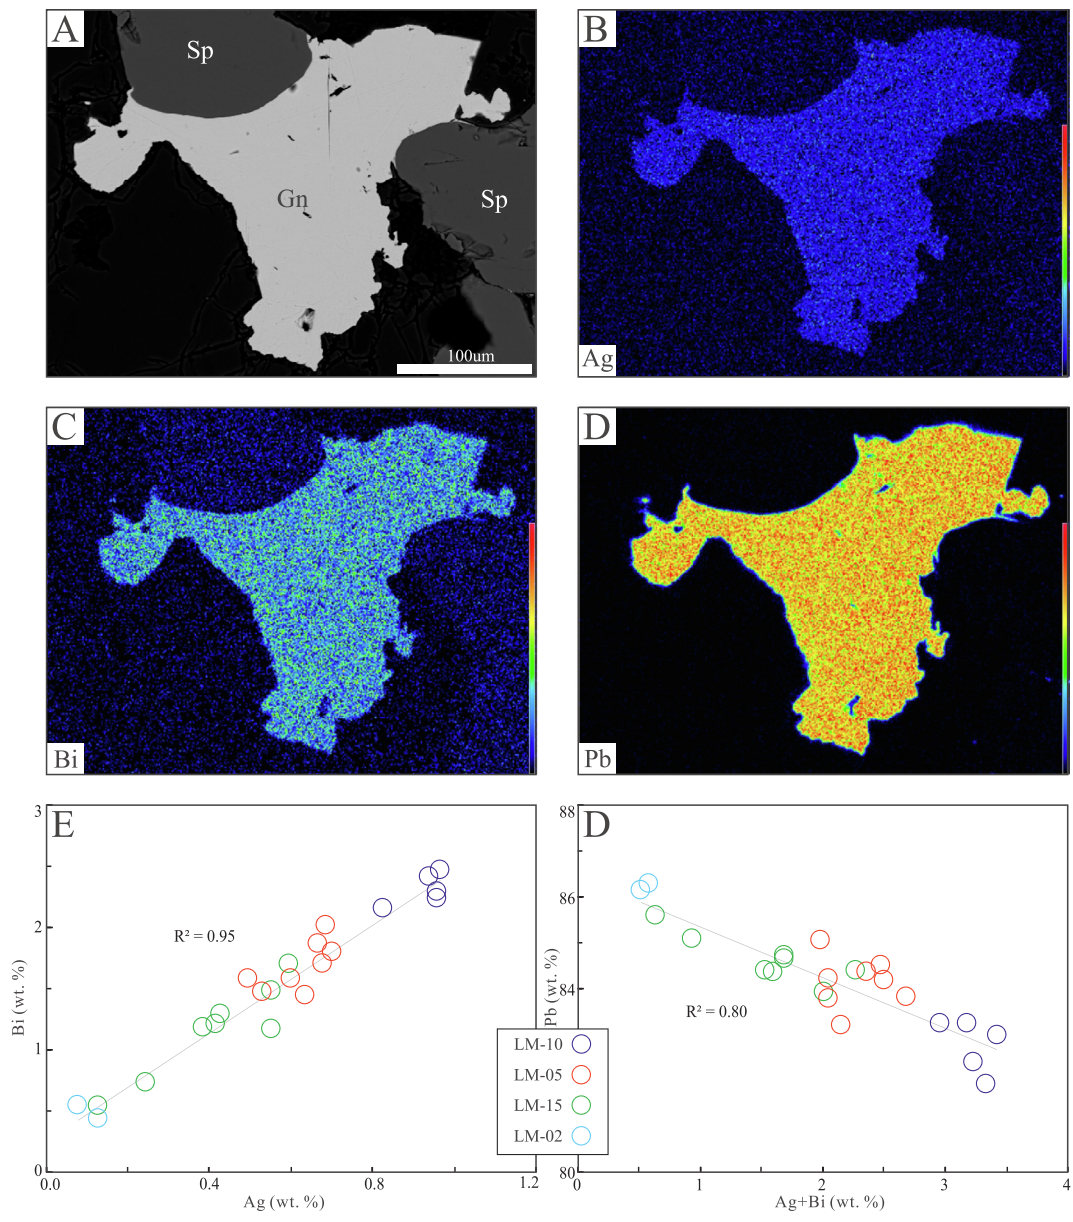 A
Sp
Gn
Sp
100um
B
Ag
C
Bi
D
Pb
E
3
2
1
0
Bi (wt. %)
R² = 0.95
0.0
0.4
0.8
1.2
Ag (wt. %)
D
88
86
84
80
Pb (wt. %)
R² = 0.80
1
2
3
4
Ag+Bi (wt. %)
LM-10
LM-05
LM-15
LM-02